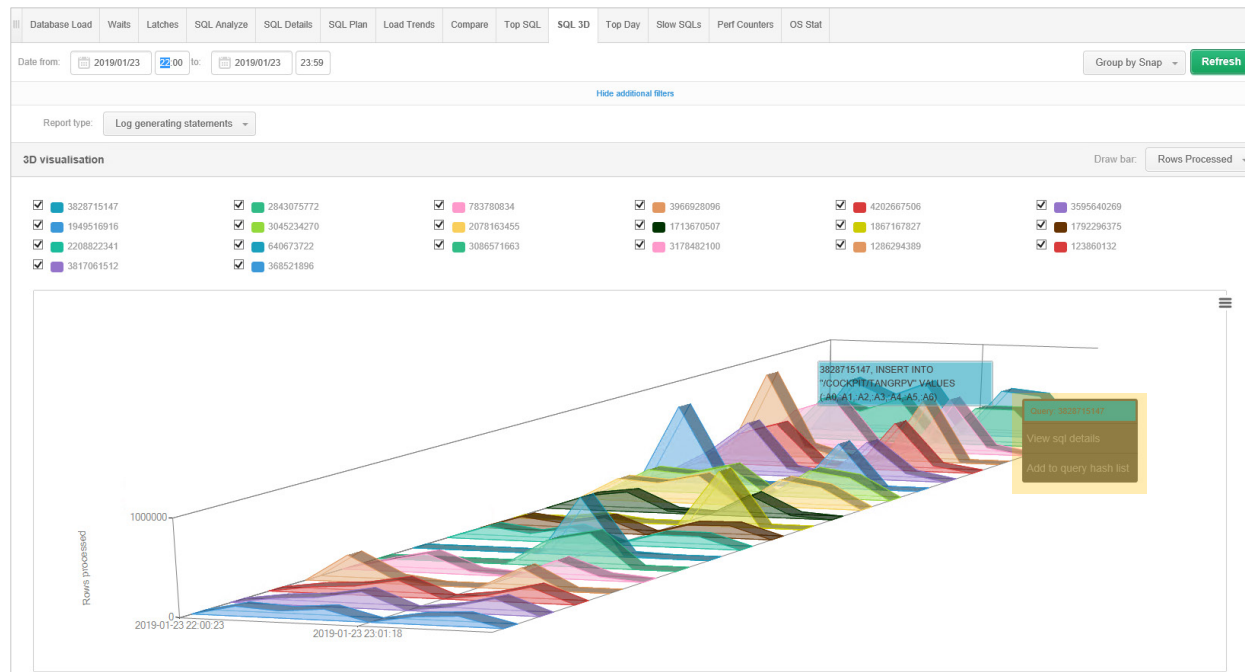 Database Load Waits Latches SQL Analyze SQL Details SQL Plan Load Trends Compare Top SQL SQL 3D Top Day Slow SQLs Perf Counters OS Stat
Date from: 2019/01/23 22:00 to: 2019/01/23 23:59 Group by Snap Refresh
Hide additional filters
Report type: Log generating statements
3D visualisation Draw bar: Rows Processed
3828715147 2843075772 783780834 3966928096 4202667506 3595640269
1949516916 3045234270 2078163455 1713670507 1867167827 1792296375
2208822341 640673722 3086571663 3178482100 1286294389 123860132
3817061512 368521896
3828715147, INSERT INTO
"/COCKPIT/TANGRPV" VALUES
(:A0,:A1,:A2,:A3,:A4,:A5,:A6)
Query: 3828715147
View sql details
Add to query hash list
1000000
Rows processed
0
2019-01-23 22:00:23
2019-01-23 23:01:18